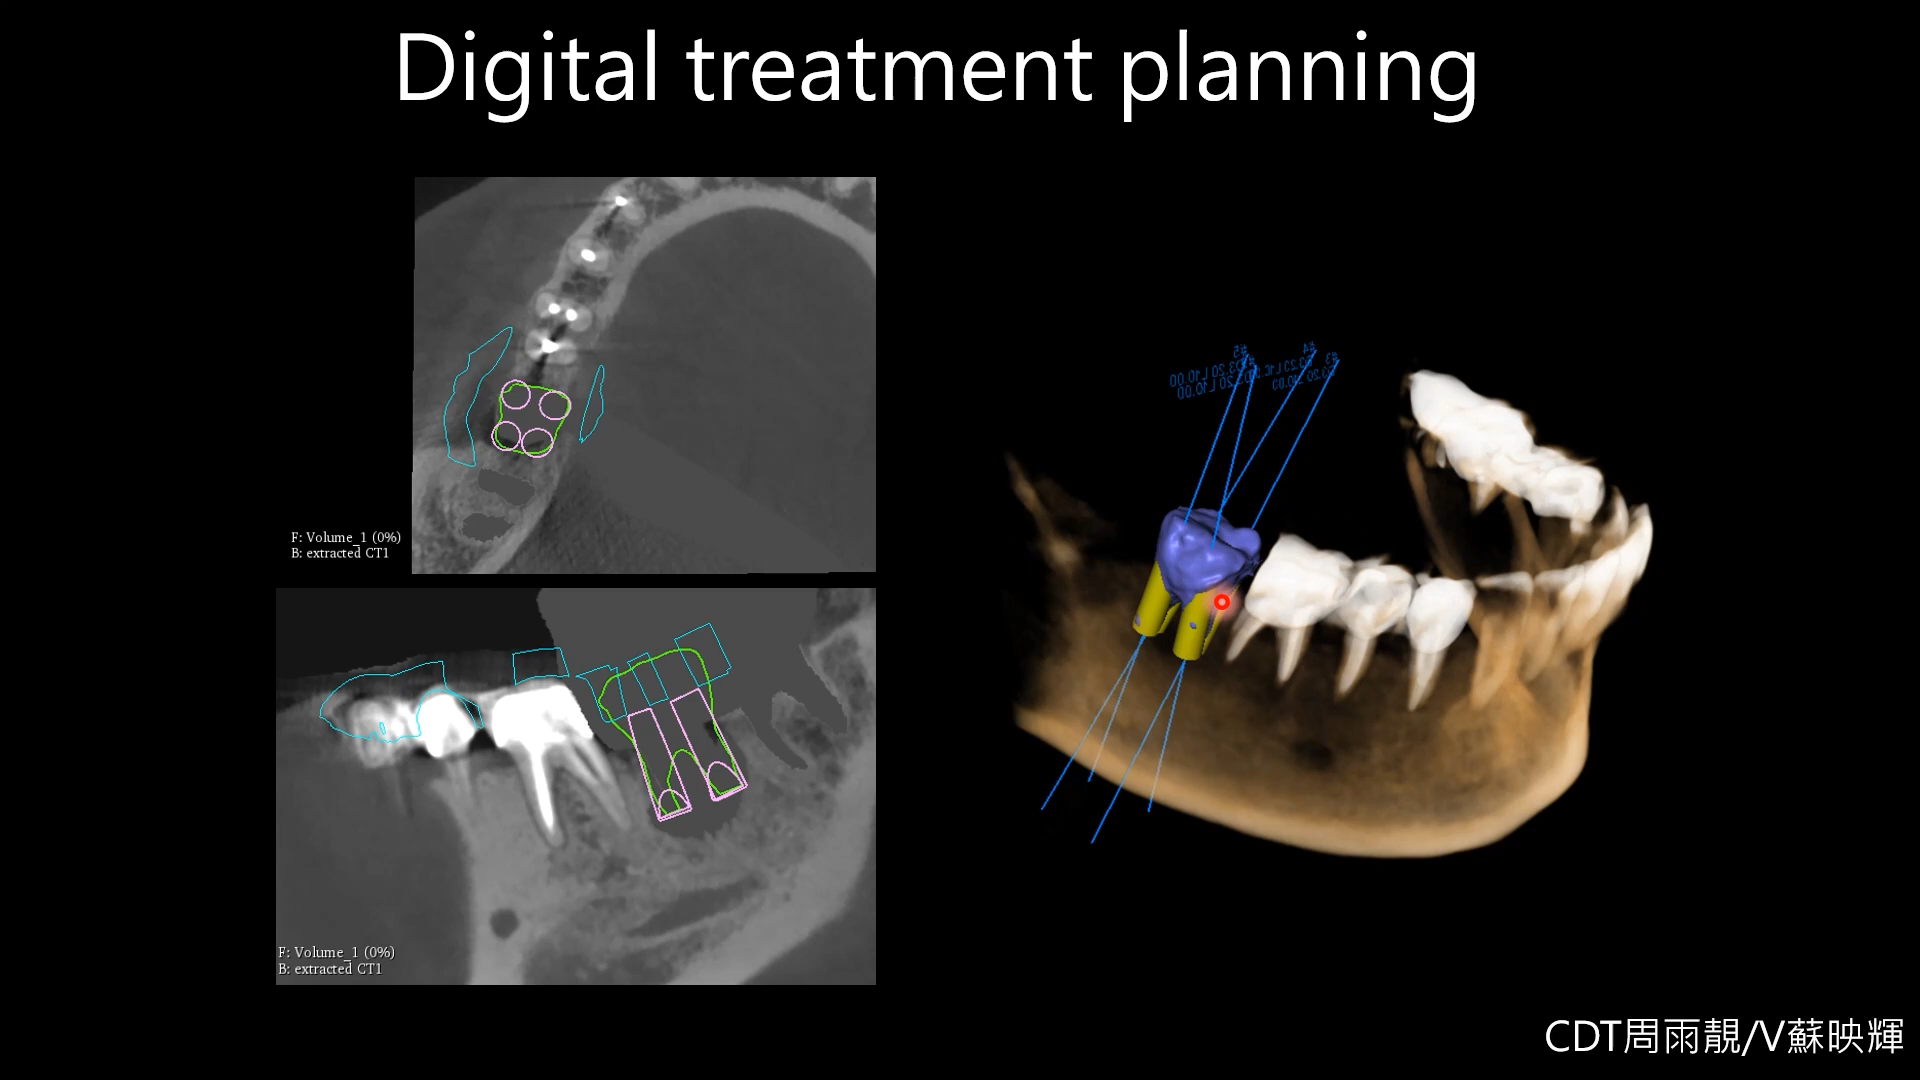 Digital treatment planning
F: Volume_1 (0%)
B: extracted CT1
F: Volume_1 (0%)
B: extracted CT1
CDT周雨靚/V蘇映輝